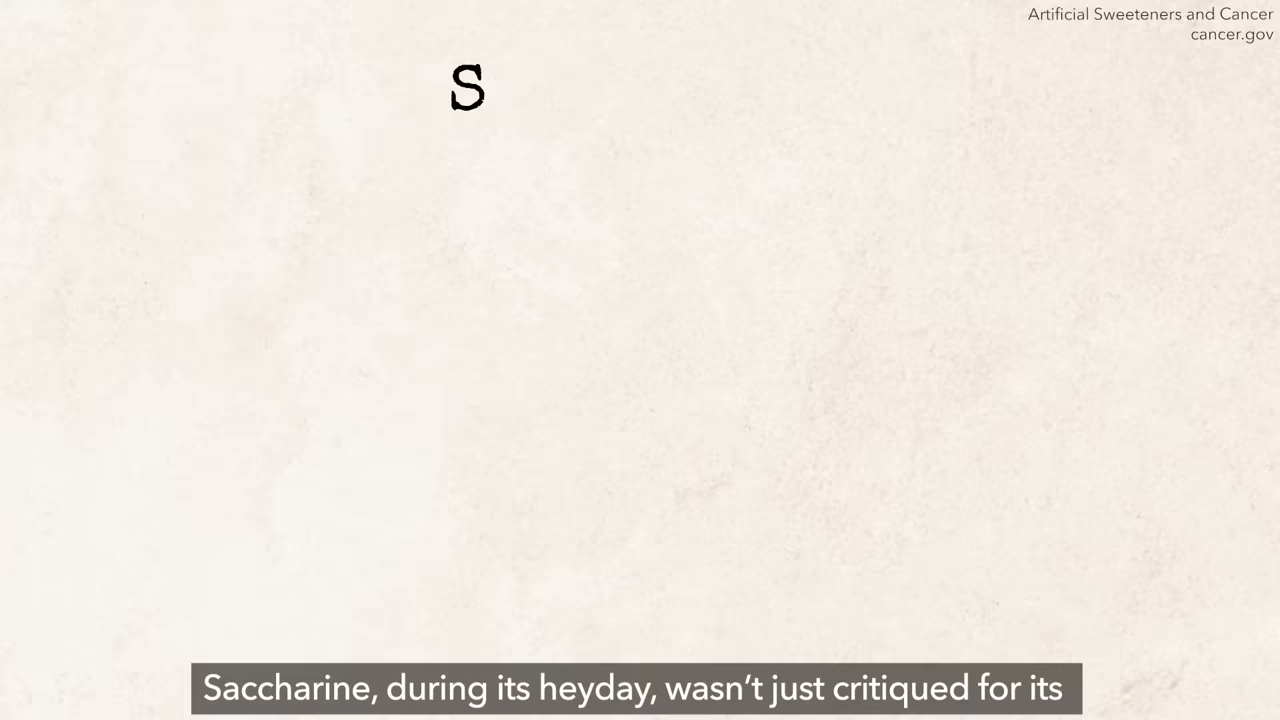 Artificial Sweeteners and Cancer
cancer.gov
S
Saccharine, during its heyday, wasn't just critiqued for its